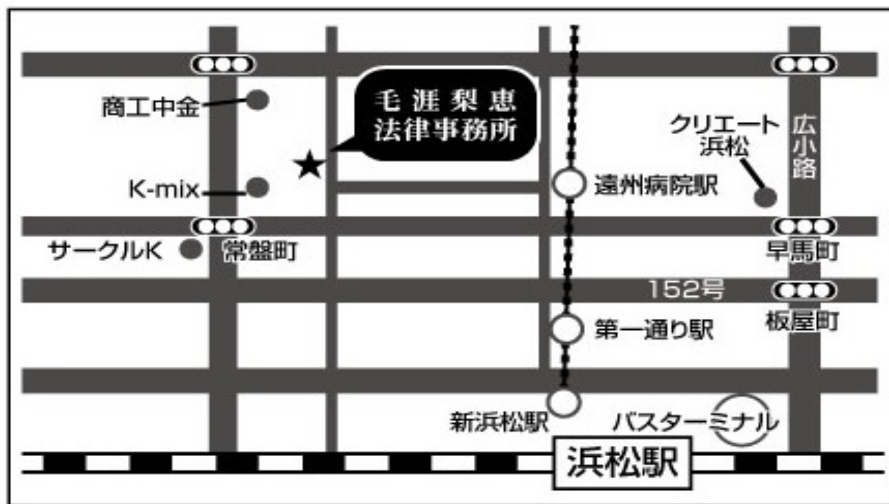 商工中金
毛涯梨恵
法律事務所
クリエート
浜松
広小路
K-mix
遠州病院駅
サークルK
常盤町
早馬町
152号
板屋町
第一通り駅
新浜松駅
バスターミナル
浜松駅